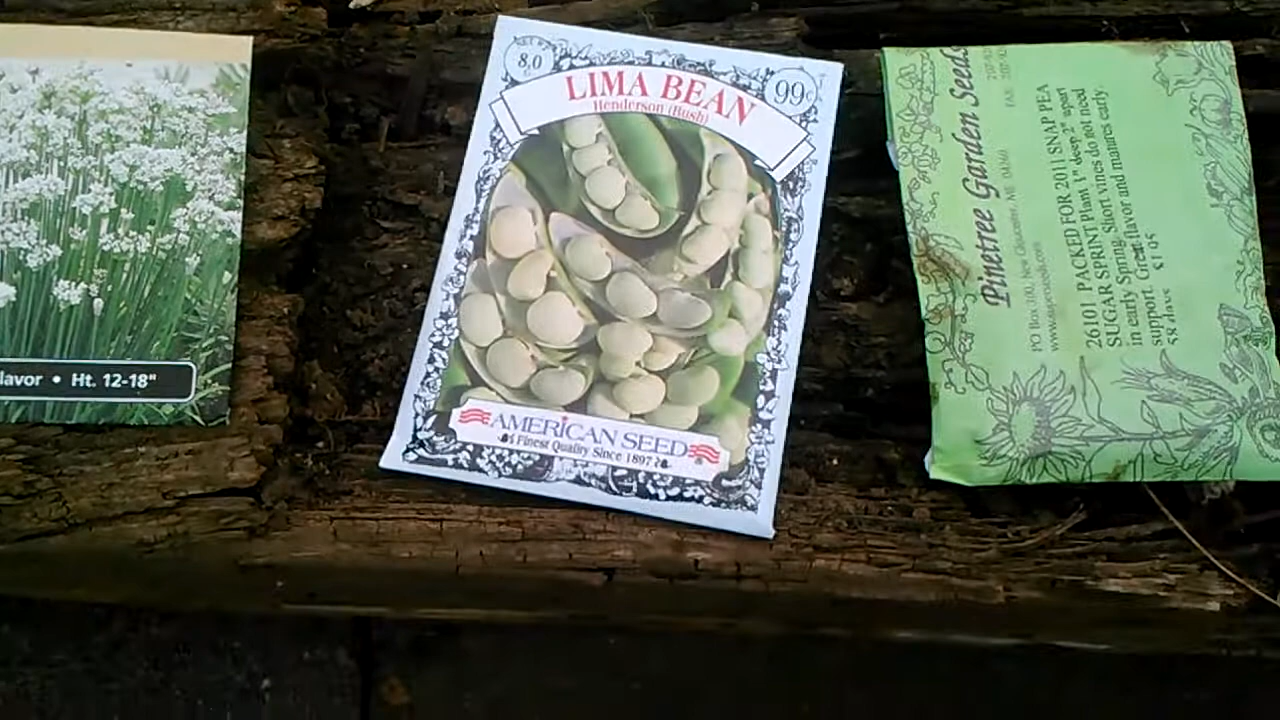 lavor • Ht. 12-18"
8.0
99¢
LIMA BEAN
Henderson (Bush)
AMERICAN SEED
Finest Quality Since 1897
Pinetree Garden Seeds
PO Box 300, New Gloucester, ME 04260
www.superseeds.com
26101 PACKED FOR 2011 SNAP PEA
SUGAR SPRINT Plant 1" deep 2" apart
in early Spring. Short vines do not need
support. Great flavor and matures early.
58 days $1.95